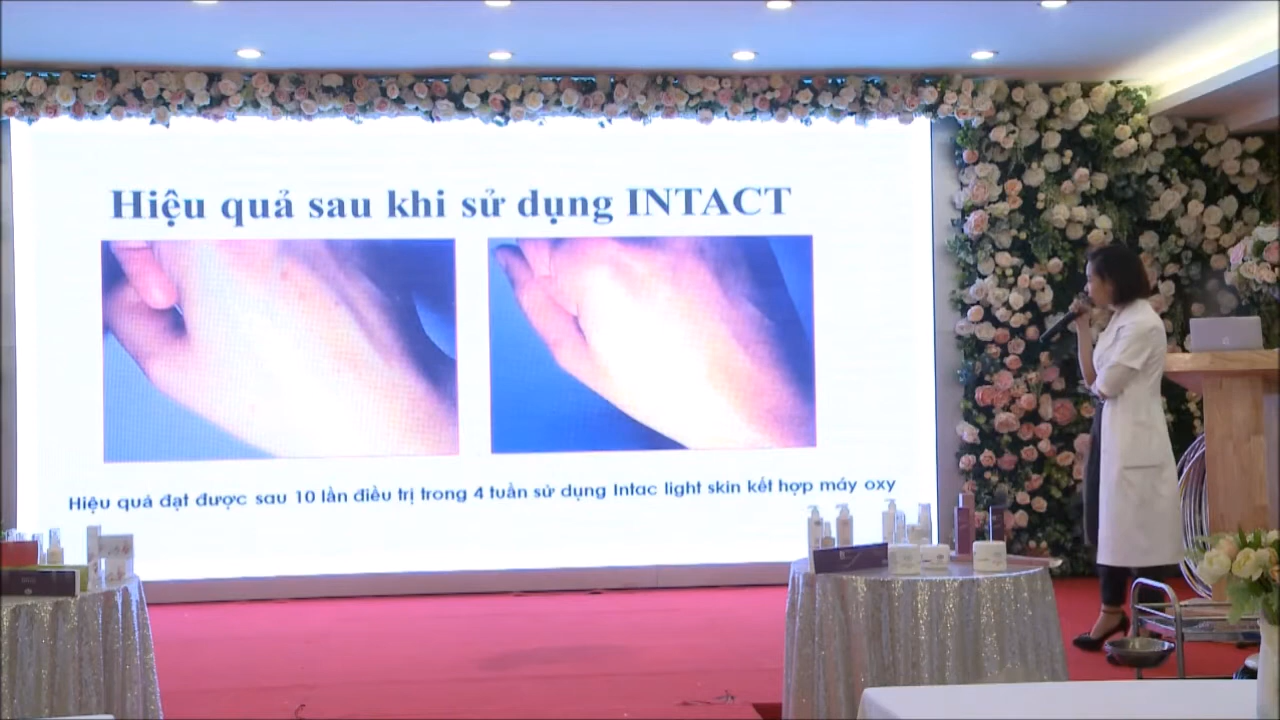 Hiệu quả sau khi sử dụng INTACT
Hiệu quả đạt được sau 10 lần điều trị trong 4 tuần sử dụng Intac light skin kết hợp máy oxy